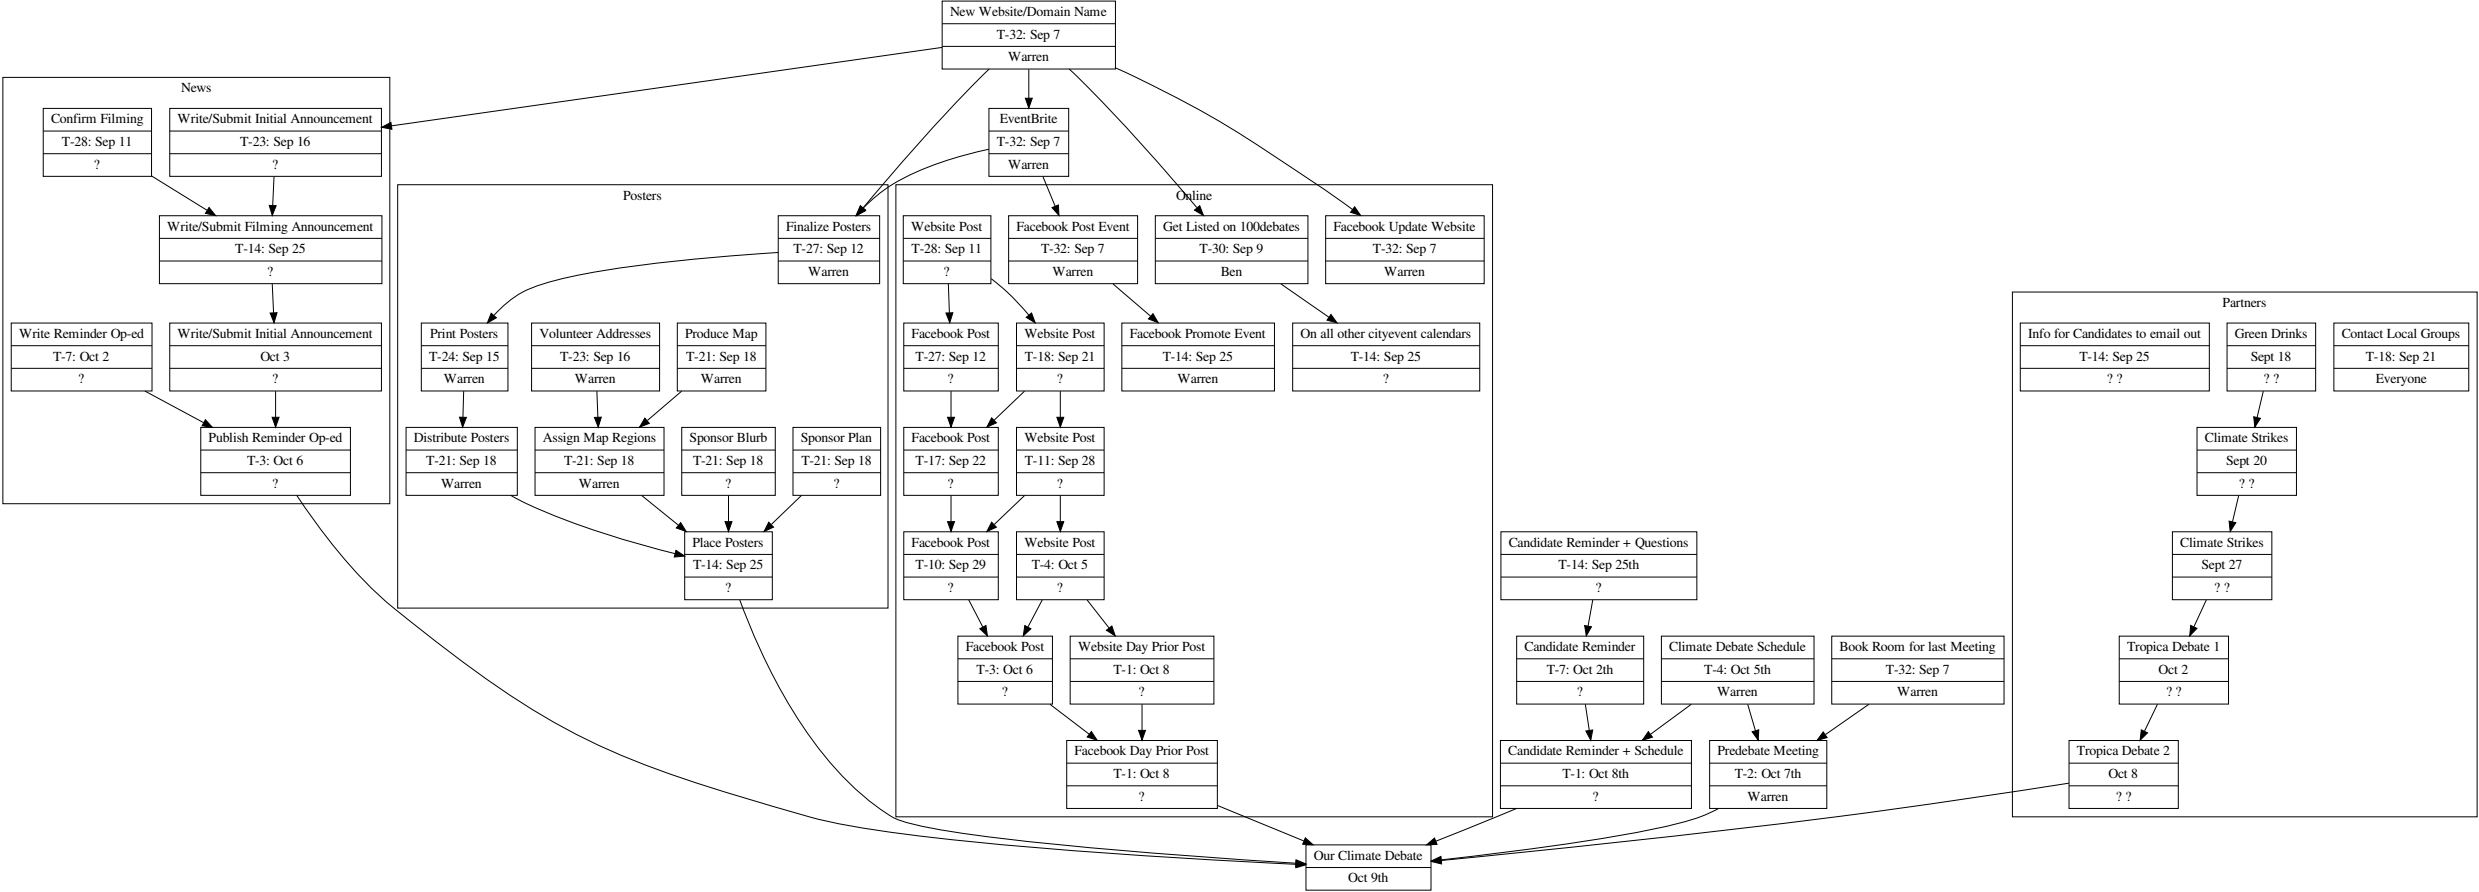 New Website/Domain Name
T-32: Sep 7
Warren
News
Confirm Filming
T-28: Sep 11
?
Write/Submit Initial Announcement
T-23: Sep 16
?
Write/Submit Filming Announcement
T-14: Sep 25
?
Write Reminder Op-ed
T-7: Oct 2
?
Write/Submit Initial Announcement
Oct 3
?
Publish Reminder Op-ed
T-3: Oct 6
?
EventBrite
T-32: Sep 7
Warren
Posters
Finalize Posters
T-27: Sep 12
Warren
Print Posters
T-24: Sep 15
Warren
Volunteer Addresses
T-23: Sep 16
Warren
Produce Map
T-21: Sep 18
Warren
Distribute Posters
T-21: Sep 18
Warren
Assign Map Regions
T-21: Sep 18
Warren
Sponsor Blurb
T-21: Sep 18
?
Sponsor Plan
T-21: Sep 18
?
Place Posters
T-14: Sep 25
?
Online
Website Post
T-28: Sep 11
?
Facebook Post Event
T-32: Sep 7
Warren
Get Listed on 100debates
T-30: Sep 9
Ben
Facebook Update Website
T-32: Sep 7
Warren
Facebook Post
T-27: Sep 12
?
Website Post
T-18: Sep 21
?
Facebook Promote Event
T-14: Sep 25
Warren
On all other cityevent calendars
T-14: Sep 25
?
Facebook Post
T-17: Sep 22
?
Website Post
T-11: Sep 28
?
Facebook Post
T-10: Sep 29
?
Website Post
T-4: Oct 5
?
Facebook Post
T-3: Oct 6
?
Website Day Prior Post
T-1: Oct 8
?
Facebook Day Prior Post
T-1: Oct 8
?
Candidate Reminder + Questions
T-14: Sep 25th
?
Candidate Reminder
T-7: Oct 2th
?
Climate Debate Schedule
T-4: Oct 5th
Warren
Book Room for last Meeting
T-32: Sep 7
Warren
Candidate Reminder + Schedule
T-1: Oct 8th
?
Predebate Meeting
T-2: Oct 7th
Warren
Partners
Info for Candidates to email out
T-14: Sep 25
? ?
Green Drinks
Sept 18
? ?
Contact Local Groups
T-18: Sep 21
Everyone
Climate Strikes
Sept 20
? ?
Climate Strikes
Sept 27
? ?
Tropica Debate 1
Oct 2
? ?
Tropica Debate 2
Oct 8
? ?
Our Climate Debate
Oct 9th